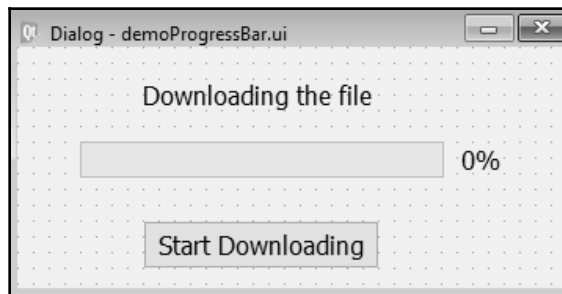 Dialog - demoProgressBar.ui
Downloading the file
0%
Start Downloading